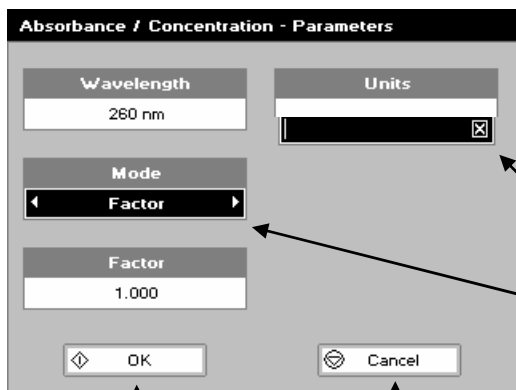 Absorbance / Concentration - Parameters
Wavelength
260 nm
Units
Mode
Factor
Factor
1.000
OK
Cancel